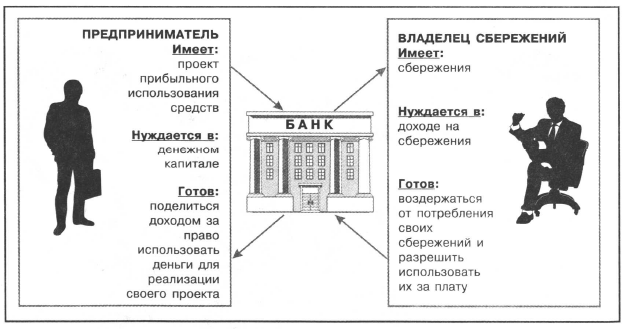 ПРЕДПРИНИМАТЕЛЬ
Имеет:
проект
прибыльного
использования
средств
Нуждается в:
денежном
капитале
Готов:
поделиться
доходом за
право
использовать
деньги для
реализации
своего проекта
БАНК
ВЛАДЕЛЕЦ СБЕРЕЖЕНИЙ
Имеет:
сбережения
Нуждается в:
доходе на
сбережения
Готов:
воздержаться
от потребления
своих
сбережений и
разрешить
использовать
их за плату